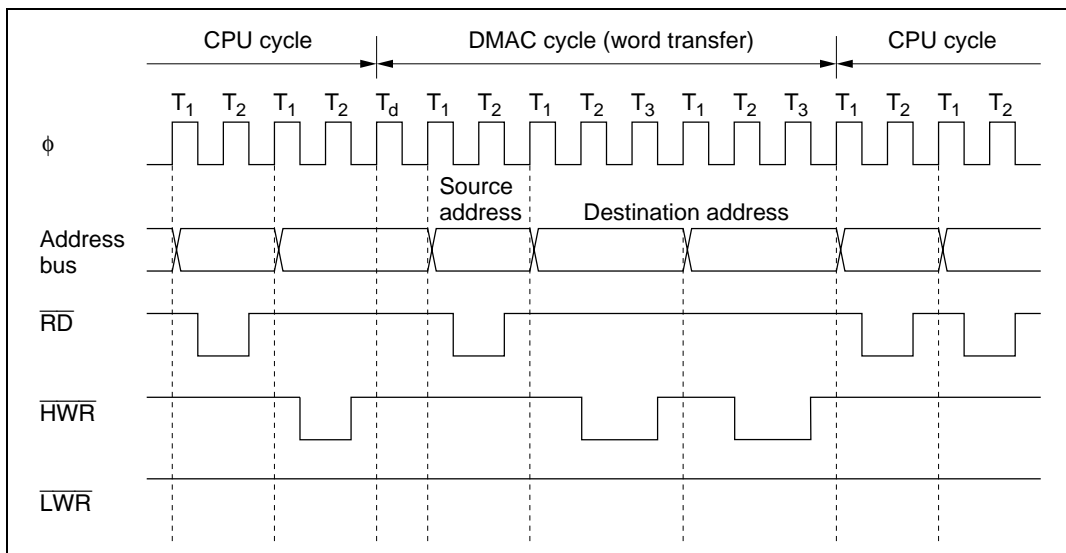 CPU cycle DMAC cycle (word transfer) CPU cycle
T1 T2 T1 T2 Td T1 T2 T1 T2 T3 T1 T2 T3 T1 T2 T1 T2
ϕ
Source
address Destination address
Address
bus
RD
HWR
LWR